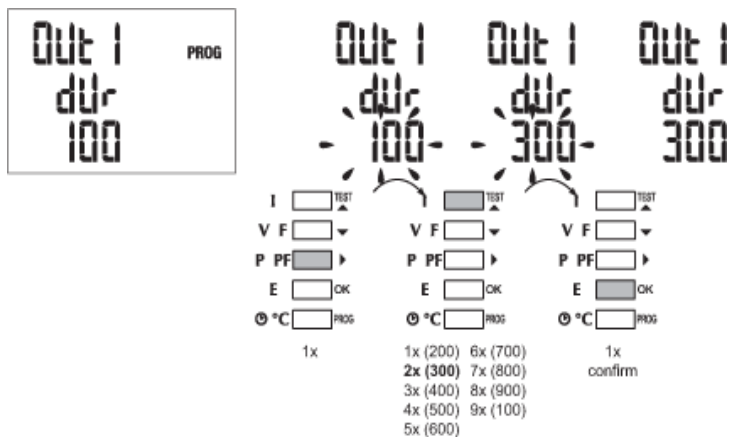 OUt 1 PROG
dUr
100
OUt 1
dUr
100
OUt 1
dUr
300
OUt 1
dUr
300
I TEST
V F
P PF
E OK
°C PROG
1x
I TEST
V F
P PF
E OK
°C PROG
1x (200) 6x (700)
2x (300) 7x (800)
3x (400) 8x (900)
4x (500) 9x (100)
5x (600)
I TEST
V F
P PF
E OK
°C PROG
1x
confirm